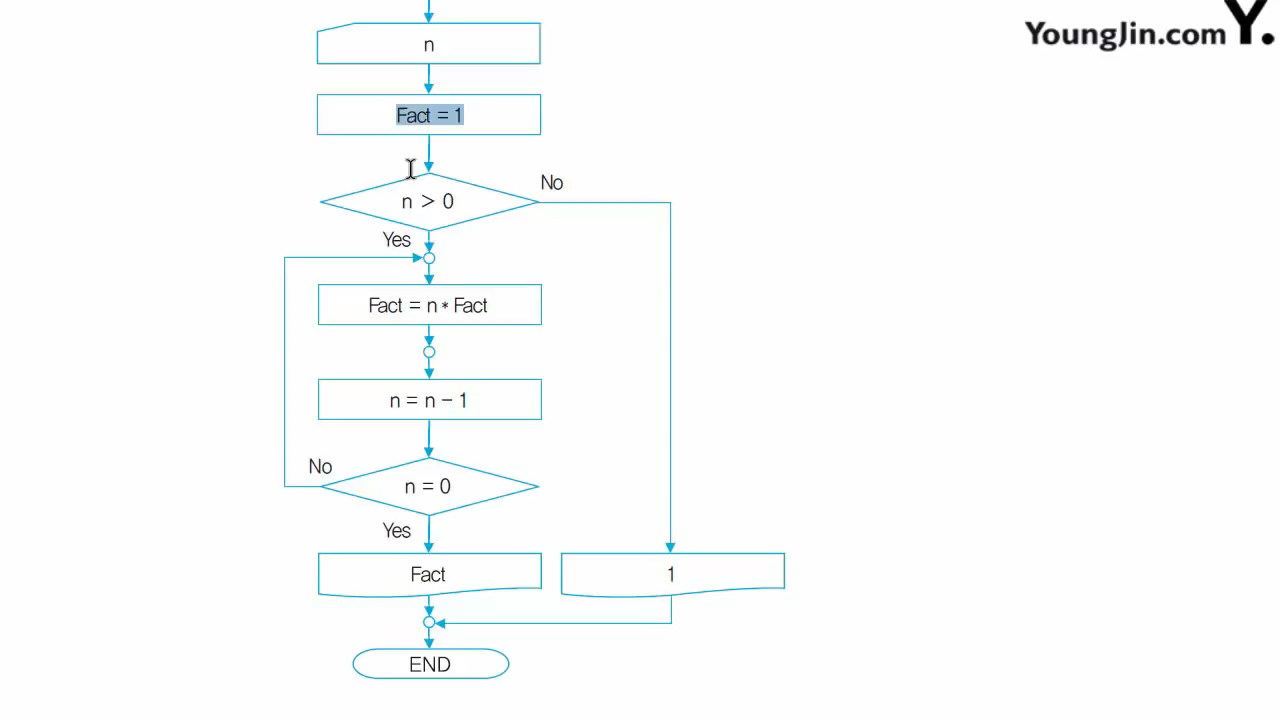 YoungJin.com Y.
n
Fact = 1
n > 0
No
Yes
Fact = n * Fact
n = n - 1
No
n = 0
Yes
Fact
1
END